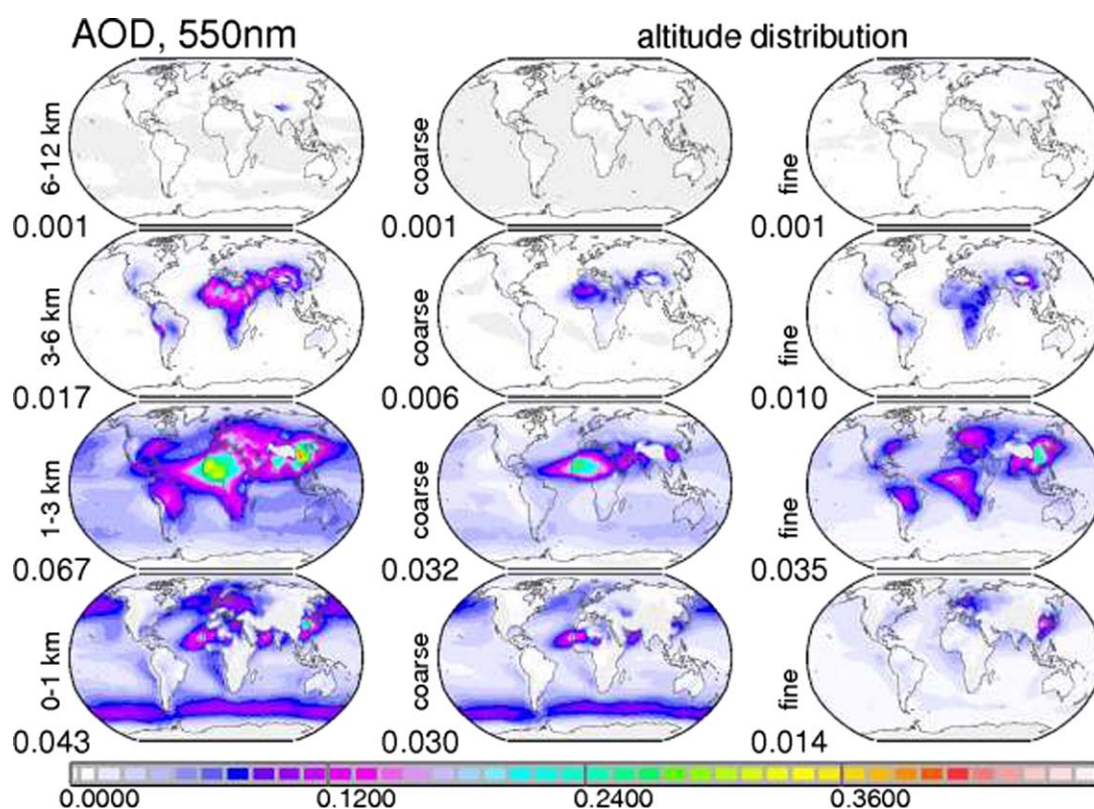 AOD, 550nm
altitude distribution
6-12 km
coarse
fine
0.001
0.001
0.001
3-6 km
coarse
fine
0.017
0.006
0.010
1-3 km
coarse
fine
0.067
0.032
0.035
0-1 km
coarse
fine
0.043
0.030
0.014
0.0000
0.1200
0.2400
0.3600